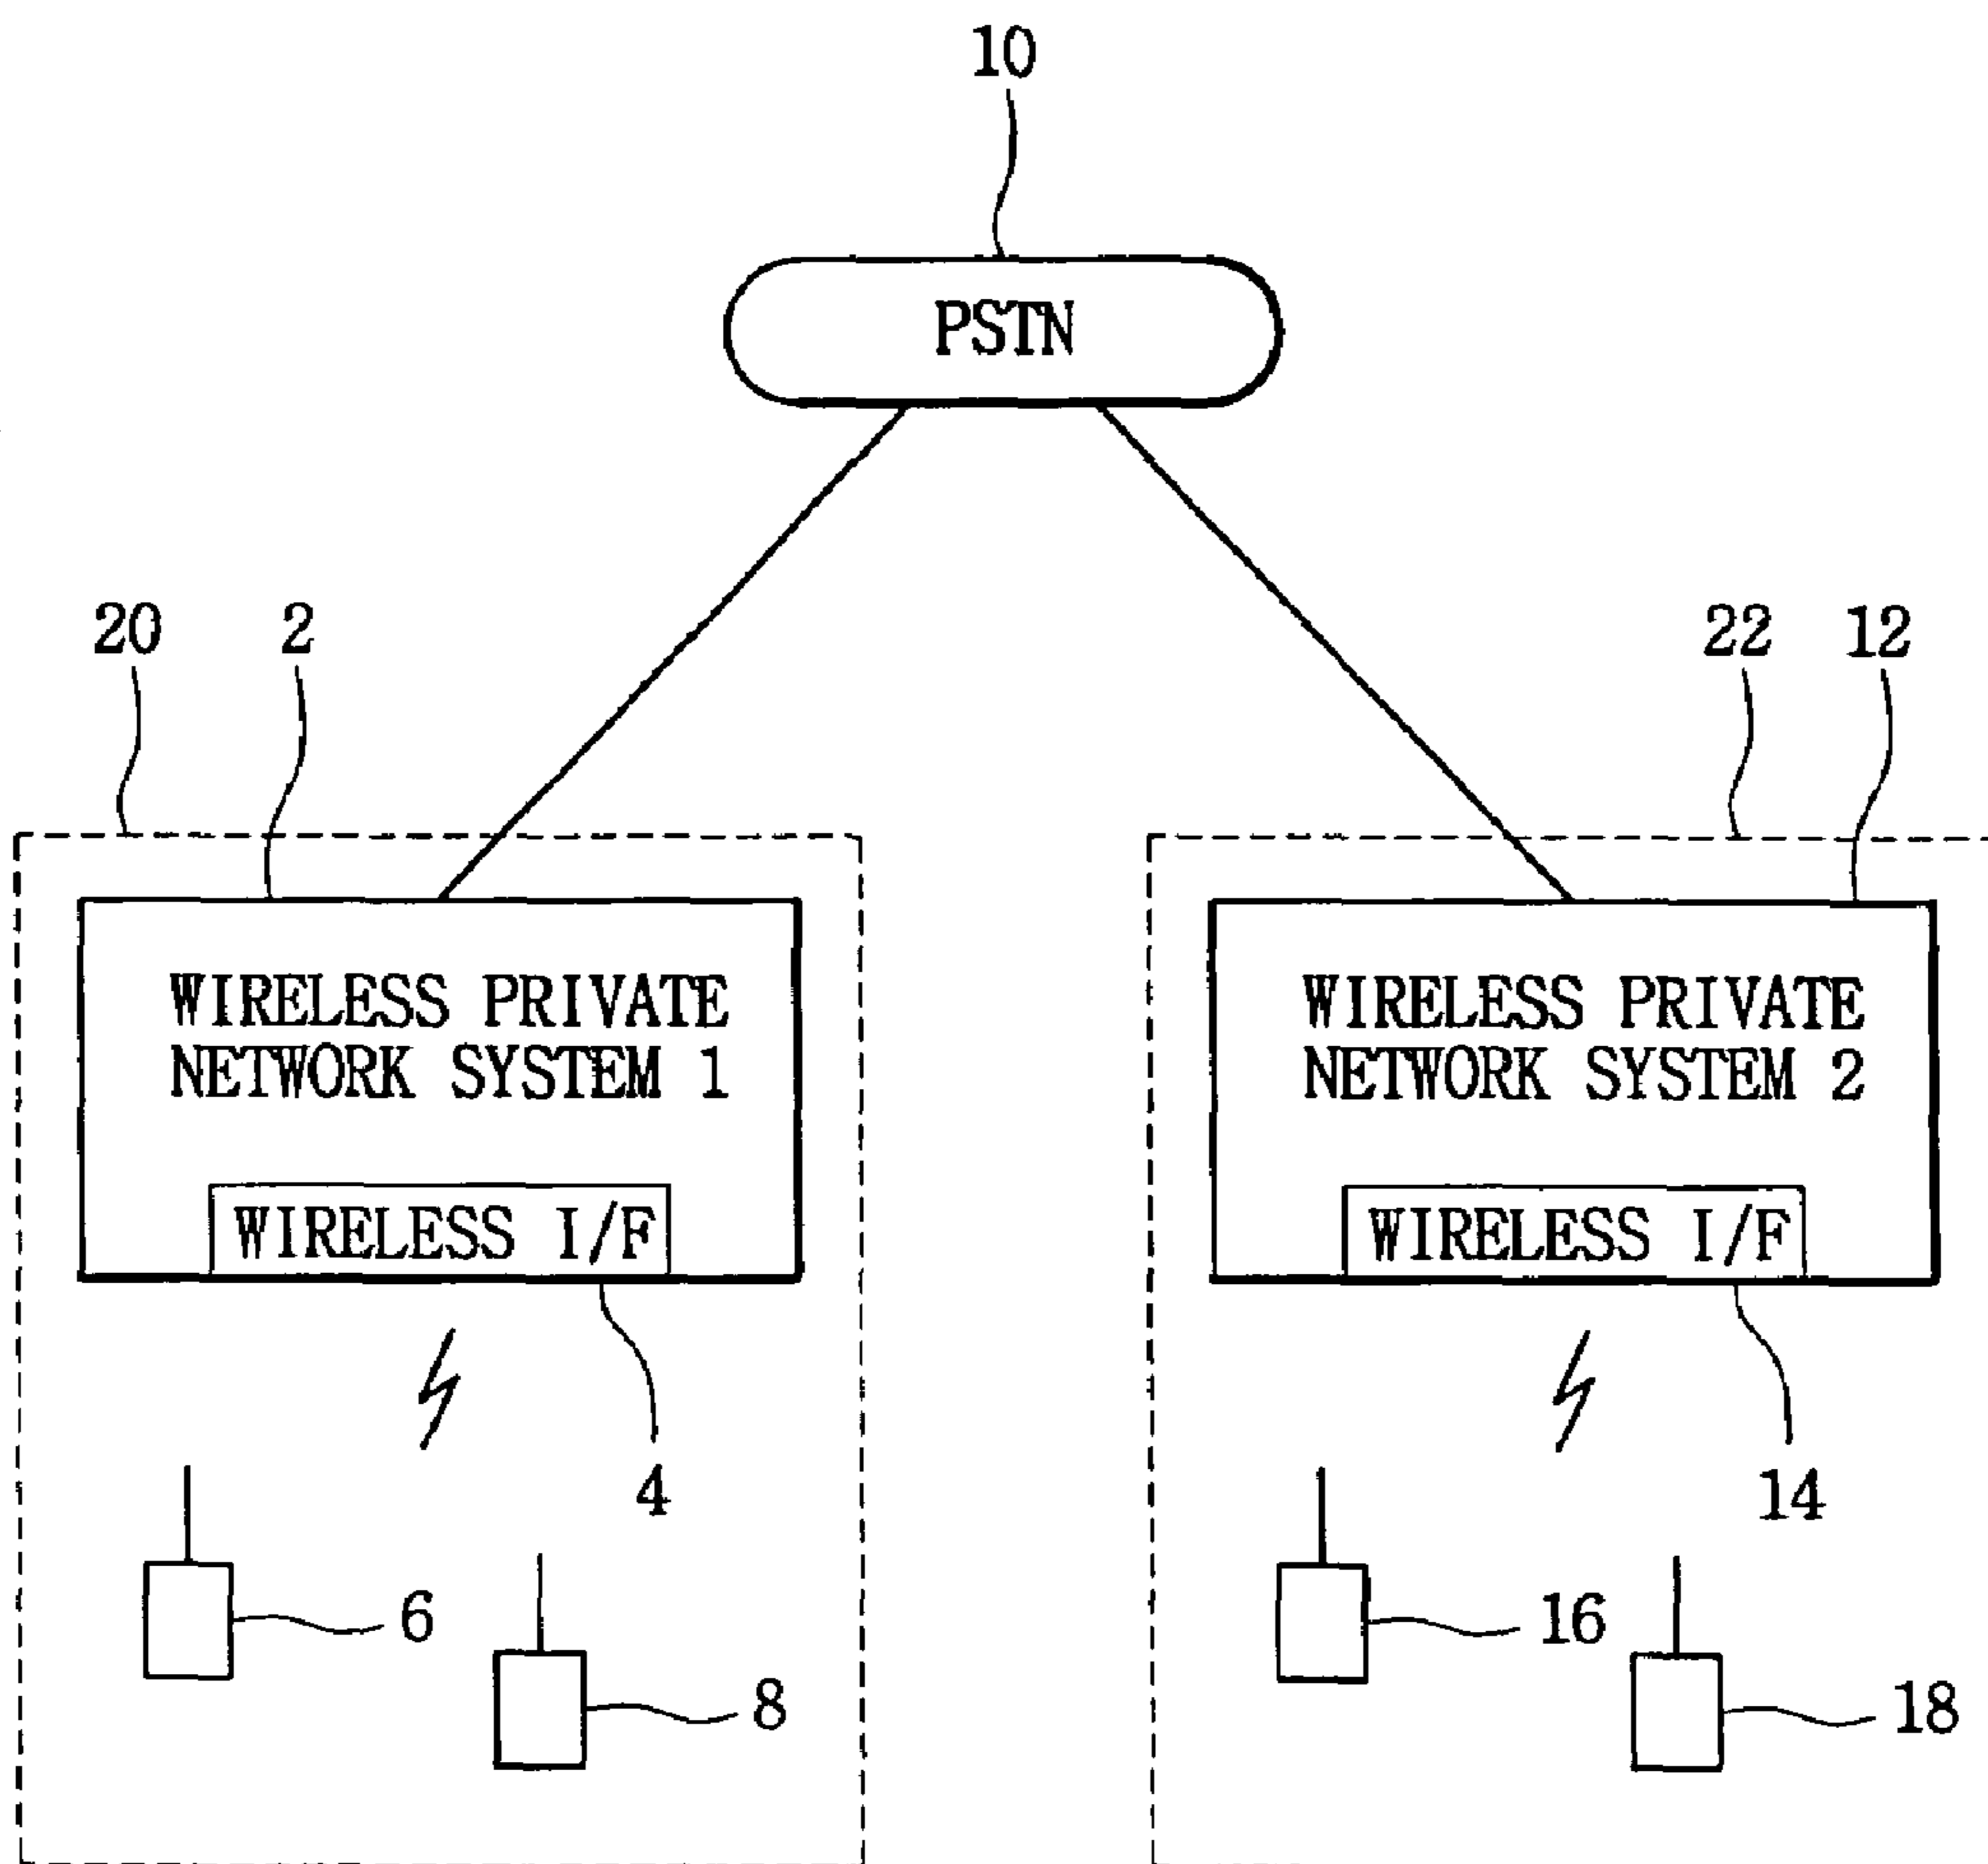 10
PSTN
20
2
22
12
WIRELESS PRIVATE
NETWORK SYSTEM 1
WIRELESS I/F
WIRELESS PRIVATE
NETWORK SYSTEM 2
WIRELESS I/F
4
14
6
8
16
18